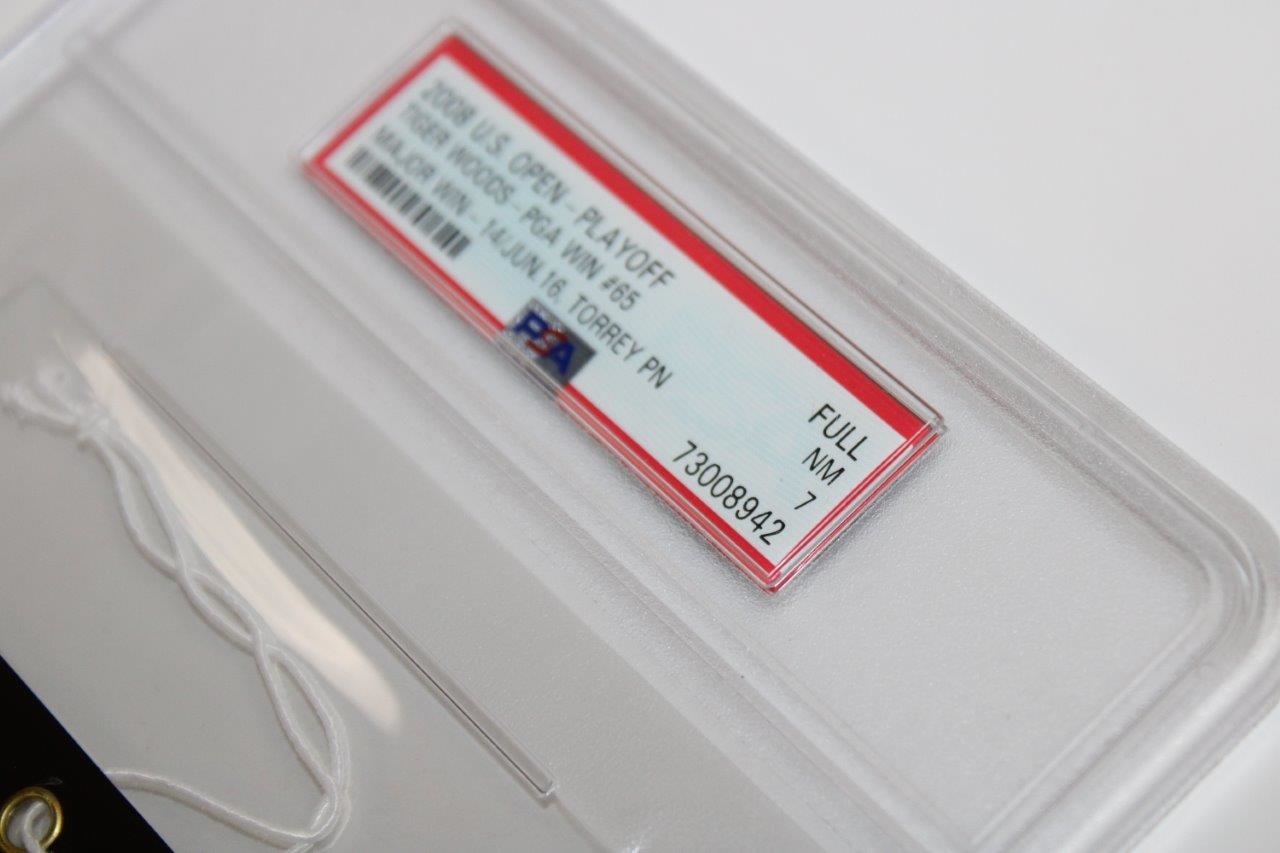 2008 U.S. OPEN - PLAYOFF
TIGER WOODS - PGA WIN #65
MAJOR WIN - 14/JUN.16, TORREY PN
PSA
FULL
NM
7
73008942